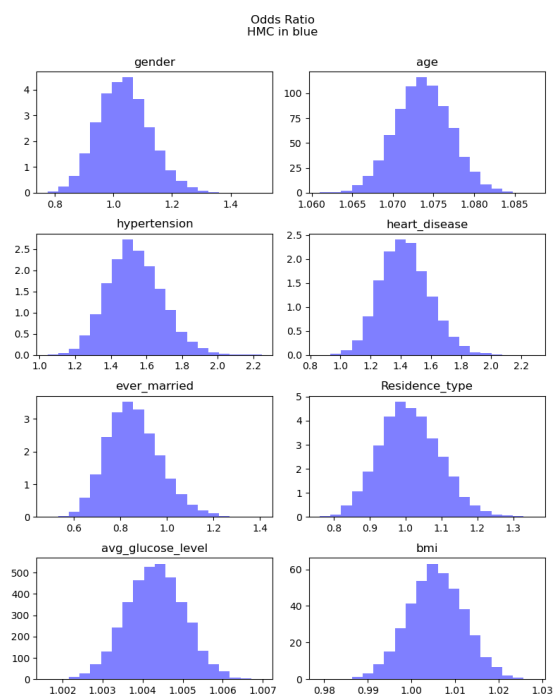 Odds Ratio
HMC in blue
gender
age
4
3
2
1
0
0.8 1.0 1.2 1.4
100
75
50
25
0
1.060 1.065 1.070 1.075 1.080 1.085
hypertension
heart_disease
2.5
2.0
1.5
1.0
0.5
0.0
1.0 1.2 1.4 1.6 1.8 2.0 2.2
2.5
2.0
1.5
1.0
0.5
0.0
0.8 1.0 1.2 1.4 1.6 1.8 2.0 2.2
ever_married
Residence_type
3
2
1
0
0.6 0.8 1.0 1.2 1.4
5
4
3
2
1
0
0.8 0.9 1.0 1.1 1.2 1.3
avg_glucose_level
bmi
500
400
300
200
100
0
1.002 1.003 1.004 1.005 1.006 1.007
60
40
20
0
0.98 0.99 1.00 1.01 1.02